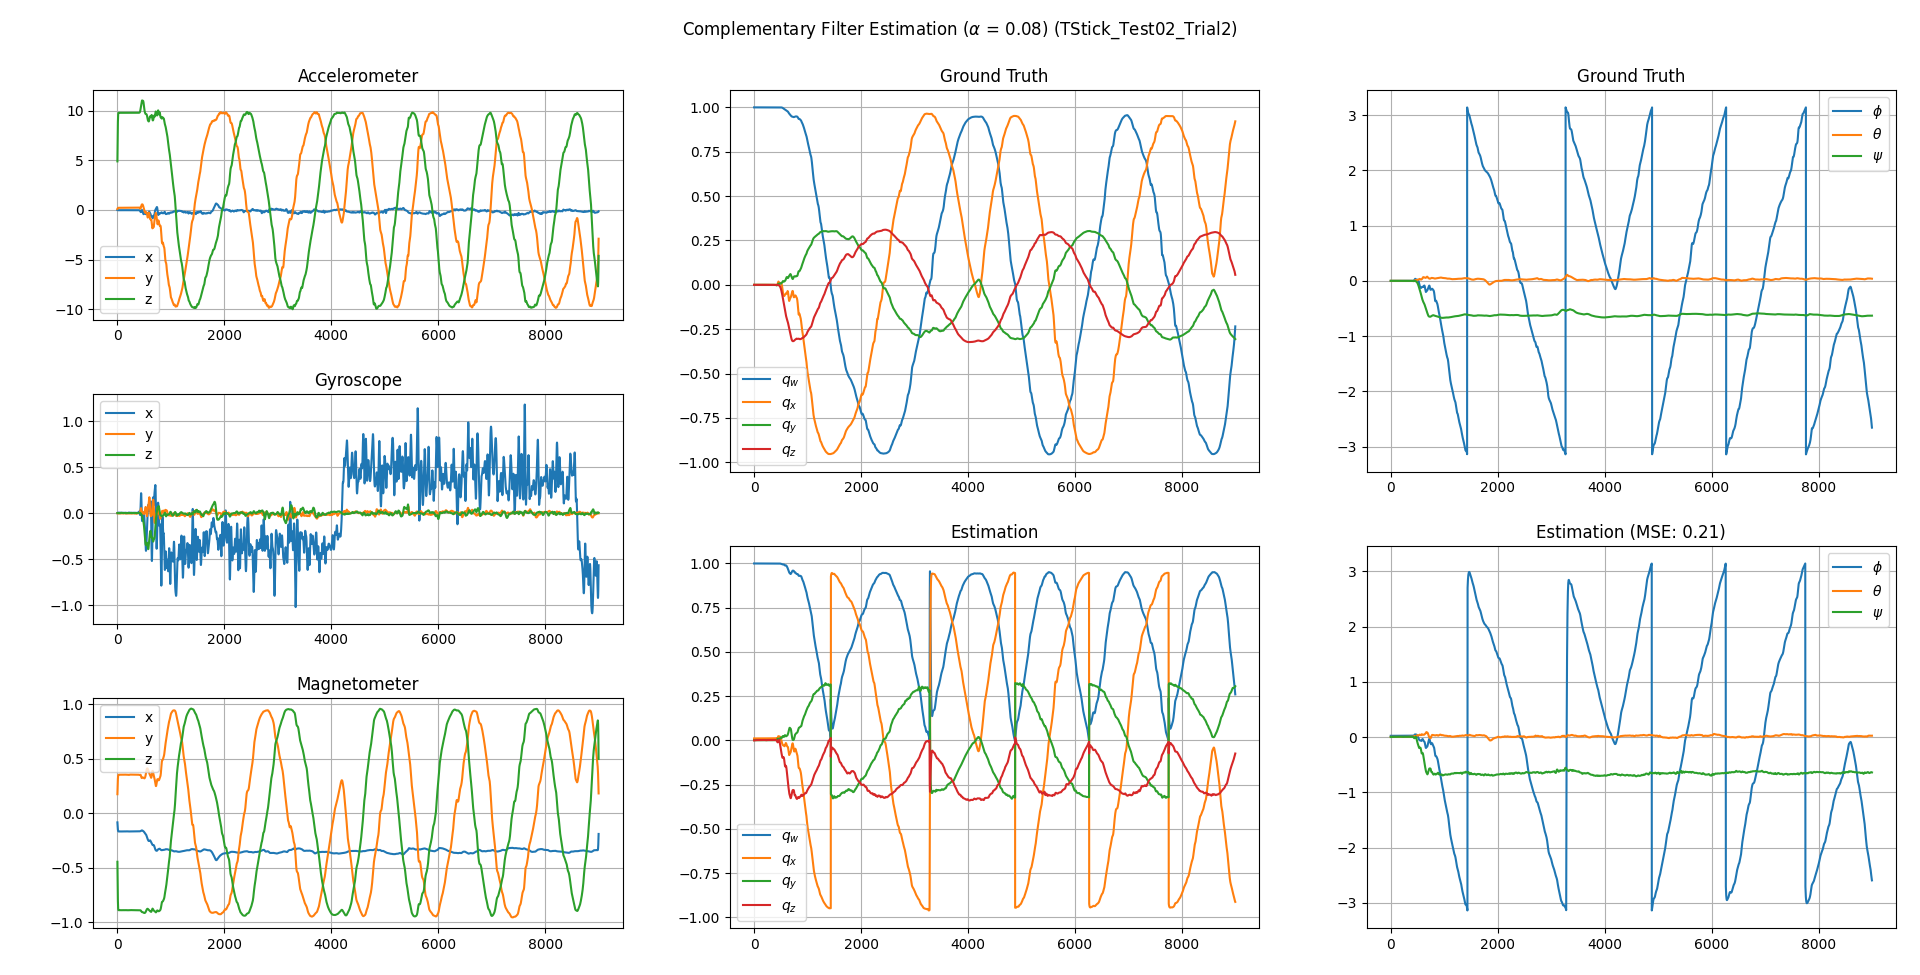 Complementary Filter Estimation (α = 0.08) (TStick_Test02_Trial2)
Accelerometer
10
5
0
−5
−10
x
y
z
0 2000 4000 6000 8000
Gyroscope
1.0
0.5
0.0
−0.5
−1.0
x
y
z
0 2000 4000 6000 8000
Magnetometer
1.0
0.5
0.0
−0.5
−1.0
x
y
z
0 2000 4000 6000 8000
Ground Truth
1.00
0.75
0.50
0.25
0.00
−0.25
−0.50
−0.75
−1.00
q_w
q_x
q_y
q_z
0 2000 4000 6000 8000
Estimation
1.00
0.75
0.50
0.25
0.00
−0.25
−0.50
−0.75
−1.00
q_w
q_x
q_y
q_z
0 2000 4000 6000 8000
Ground Truth
3
2
1
0
−1
−2
−3
ϕ
θ
ψ
0 2000 4000 6000 8000
Estimation (MSE: 0.21)
3
2
1
0
−1
−2
−3
ϕ
θ
ψ
0 2000 4000 6000 8000